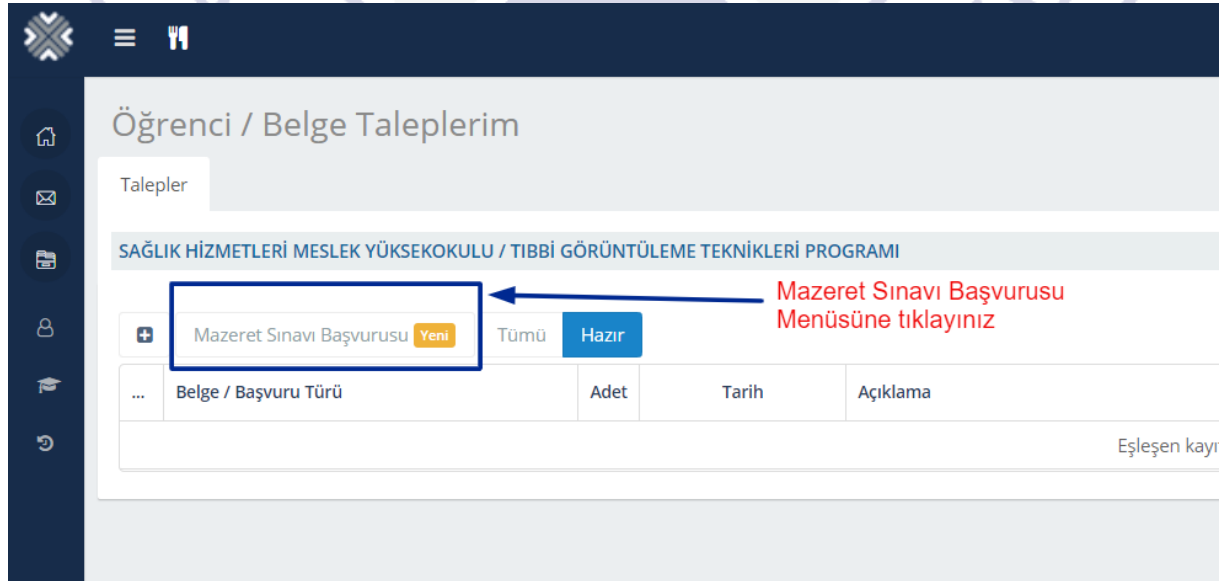 Öğrenci / Belge Taleplerim
Talepler
SAĞLIK HİZMETLERİ MESLEK YÜKSEKOKULU / TIBBİ GÖRÜNTÜLEME TEKNİKLERİ PROGRAMI
Mazeret Sınavı Başvurusu
Menüsüne tıklayınız
Mazeret Sınavı Başvurusu Yeni Tümü Hazır
... Belge / Başvuru Türü Adet Tarih Açıklama
Eşleşen